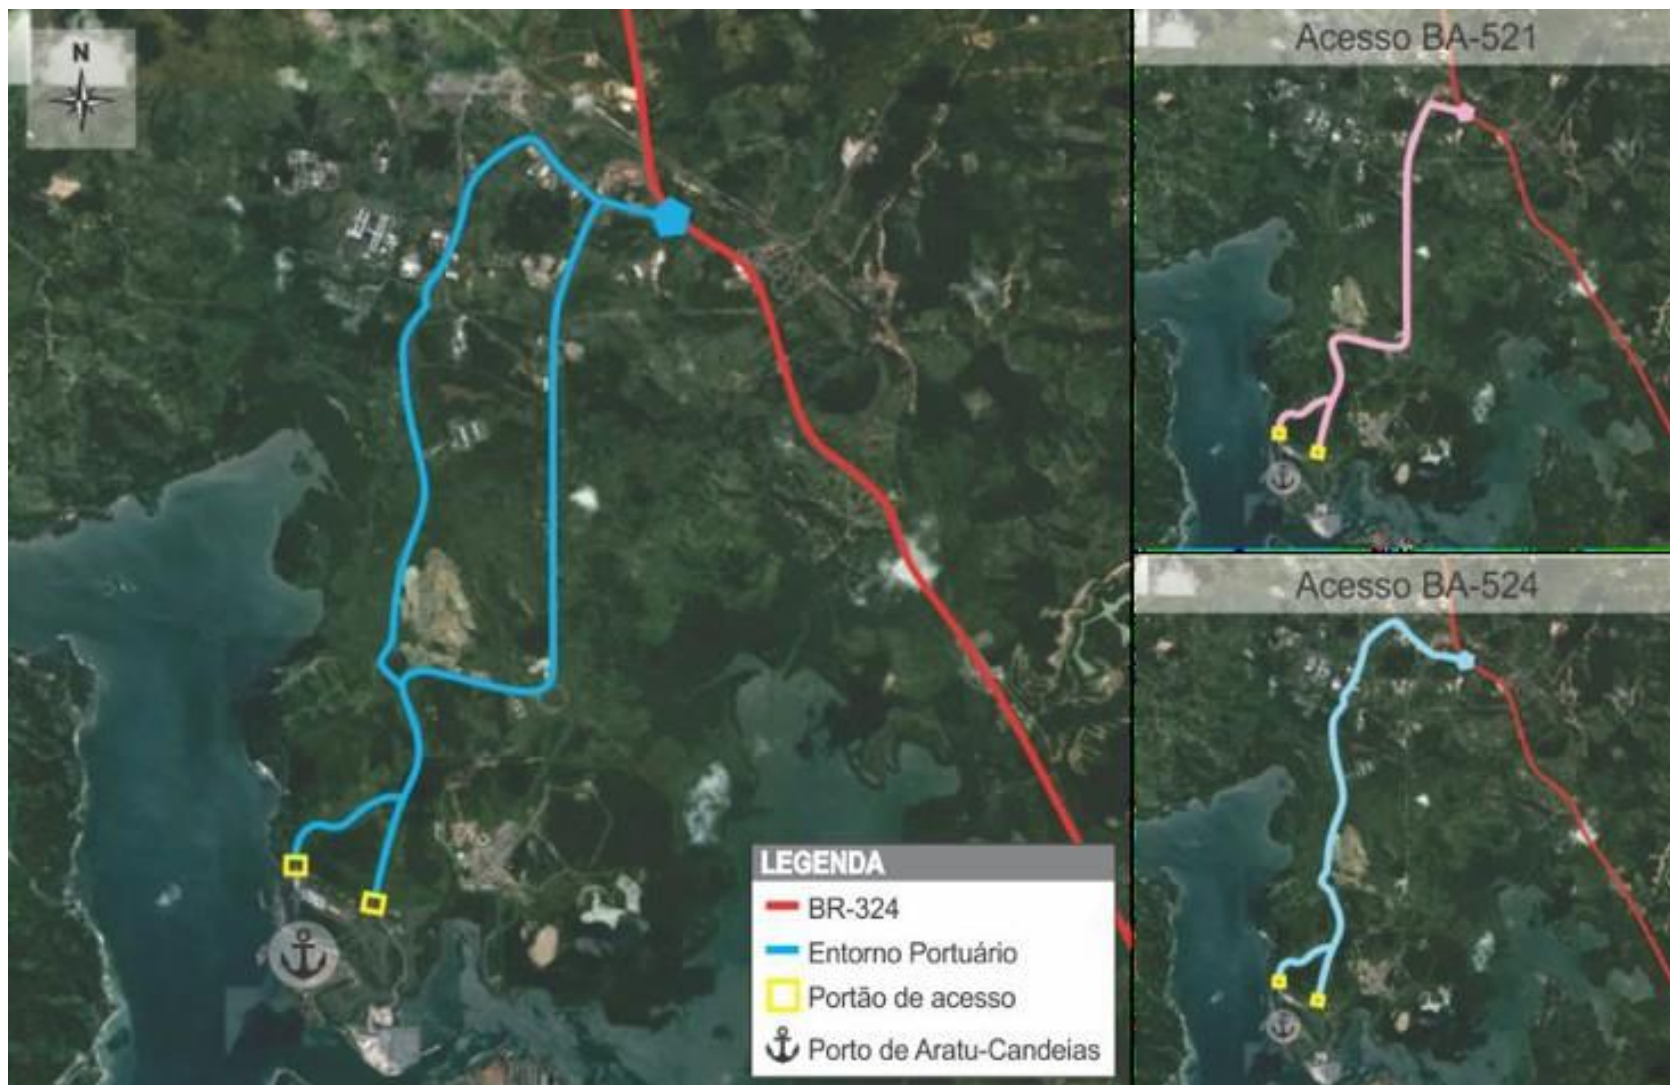 N
Acesso BA-521
Acesso BA-524
LEGENDA
BR-324
Entorno Portuário
Portão de acesso
Porto de Aratu-Candeias